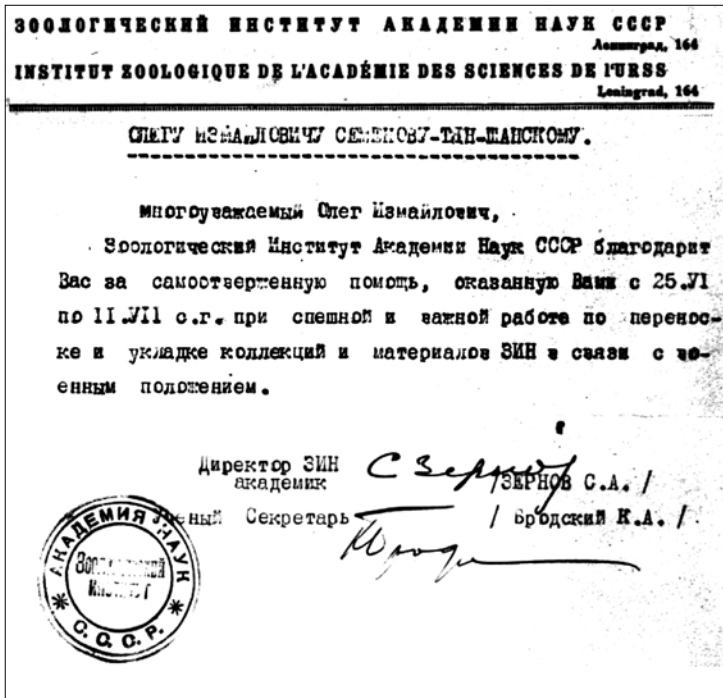 ЗООЛОГИЧЕСКИЙ ИНСТИТУТ АКАДЕМИИ НАУК СССР
Ленинград, 164
INSTITUT ZOOLOGIQUE DE L'ACADÉMIE DES SCIENCES DE l'URSS
Leningrad, 164
ОЛЕГУ ИЗМАИЛОВИЧУ СЕМЕНОВУ-ТЯН-ШАНСКОМУ.
многоуважаемый Олег Измайлович,
Зоологический Институт Академии Наук СССР благодарит
Вас за самоотверженную помощь, оказанную Вами с 25.VI
по II.VII с.г. при спешной и важной работе по перенос-
ке и укладке коллекций и материалов ЗИН в связи с во-
енным положением.
Директор ЗИН С Зернов /ЗЕРНОВ С.А. /
академик
Секретарь / Бродский К.А. /
АКАДЕМИЯ НАУК
Зоологический
Институт
С.С.С.Р.